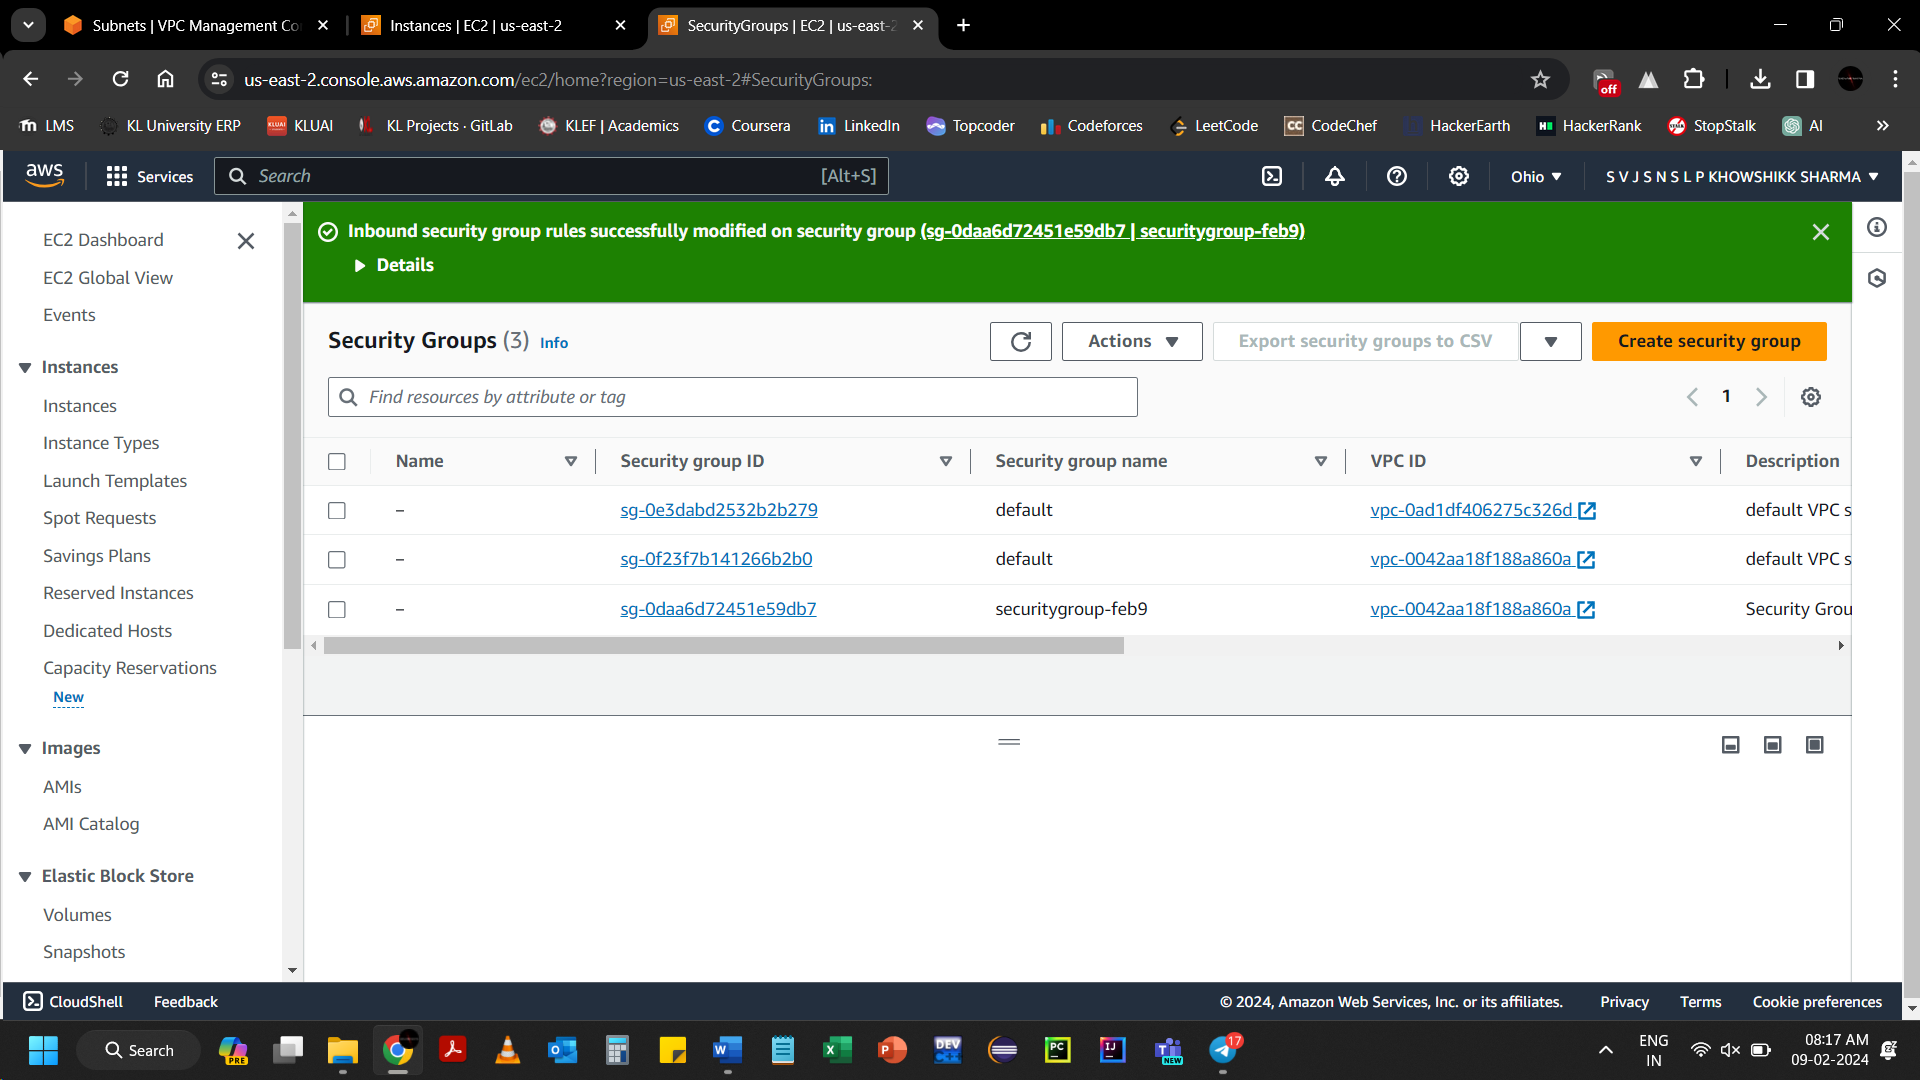 Subnets | VPC Management Co
Instances | EC2 | us-east-2
SecurityGroups | EC2 | us-east-2
us-east-2.console.aws.amazon.com/ec2/home?region=us-east-2#SecurityGroups:
off
LMS
KL University ERP
KLUAI
KL Projects · GitLab
KLEF | Academics
Coursera
LinkedIn
Topcoder
Codeforces
LeetCode
CodeChef
HackerEarth
HackerRank
StopStalk
AI
aws
Services
Search
[Alt+S]
Ohio
S V J S N S L P KHOWSHIKK SHARMA
EC2 Dashboard
EC2 Global View
Events
Instances
Instances
Instance Types
Launch Templates
Spot Requests
Savings Plans
Reserved Instances
Dedicated Hosts
Capacity Reservations
New
Images
AMIs
AMI Catalog
Elastic Block Store
Volumes
Snapshots
Inbound security group rules successfully modified on security group (sg-0daa6d72451e59db7 | securitygroup-feb9)
Details
Security Groups (3) Info
Actions
Export security groups to CSV
Create security group
Find resources by attribute or tag
1
Name Security group ID Security group name VPC ID Description
– sg-0e3dabd2532b2b279 default vpc-0ad1df406275c326d default VPC s
– sg-0f23f7b141266b2b0 default vpc-0042aa18f188a860a default VPC s
– sg-0daa6d72451e59db7 securitygroup-feb9 vpc-0042aa18f188a860a Security Grou
CloudShell
Feedback
© 2024, Amazon Web Services, Inc. or its affiliates.
Privacy
Terms
Cookie preferences
Search
PRE
DEV
PC
IJ
NEW
17
ENG
IN
08:17 AM
09-02-2024